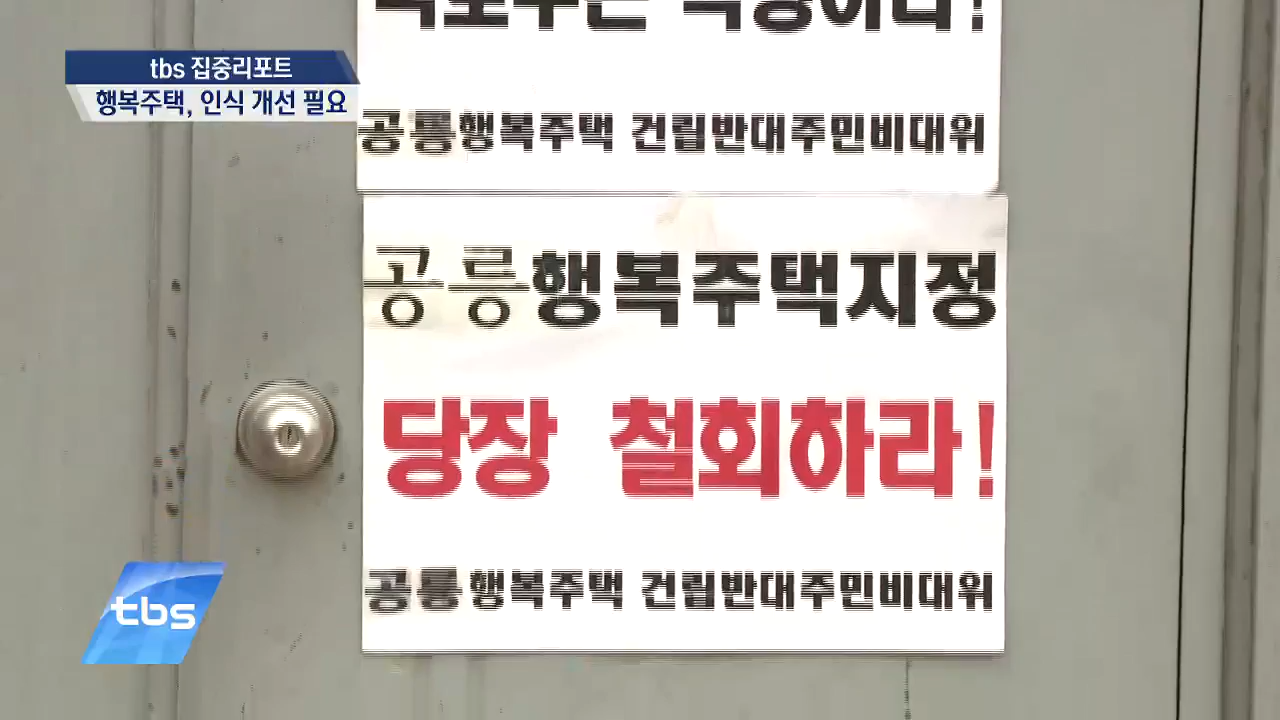 tbs 집중리포트
행복주택, 인식 개선 필요
공릉행복주택 건립반대주민비대위
공릉행복주택지정
당장 철회하라!
공릉행복주택 건립반대주민비대위
tbs